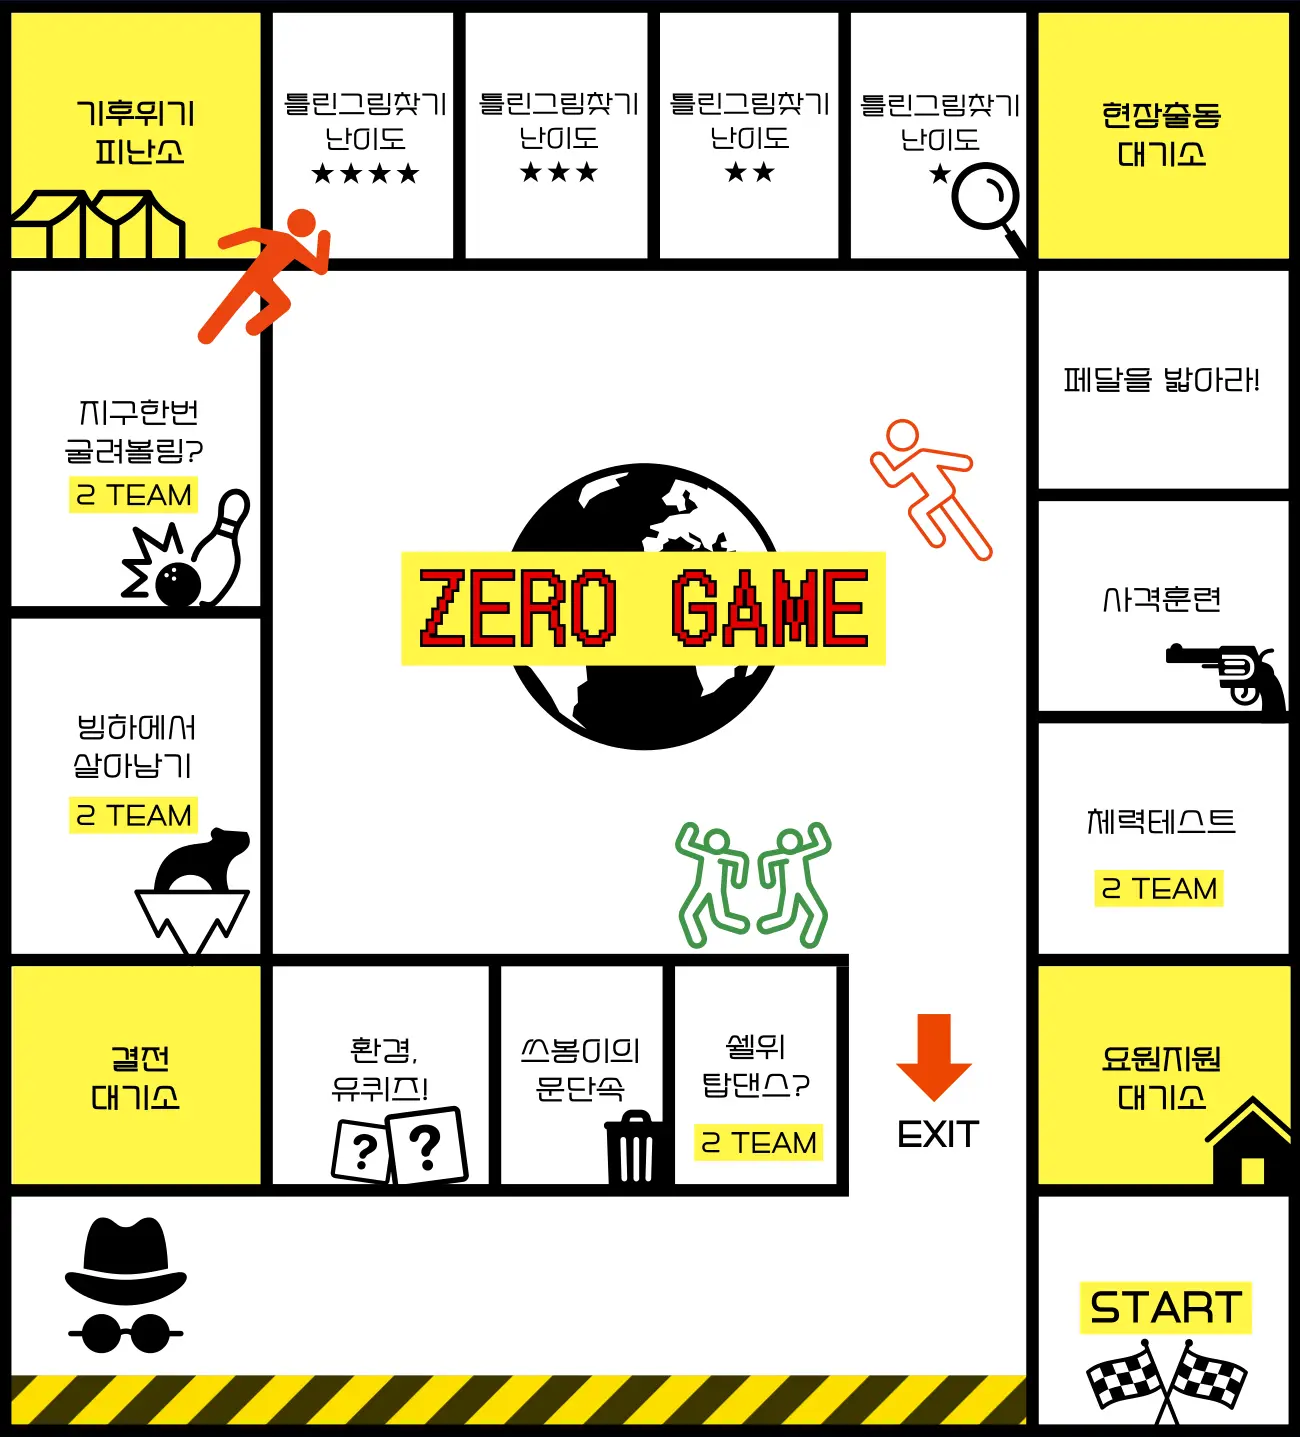 기후위기
피난소
틀린그림찾기
난이도
★★★★
틀린그림찾기
난이도
★★★
틀린그림찾기
난이도
★★
틀린그림찾기
난이도
★
현장출동
대기소
지구한번
굴려볼링?
2 TEAM
페달을 밟아라!
사격훈련
ZERO GAME
빙하에서
살아남기
2 TEAM
체력테스트
2 TEAM
결전
대기소
환경,
유퀴즈!
? ?
쓰봉이의
문단속
쉘위
탑댄스?
2 TEAM
EXIT
요원지원
대기소
START